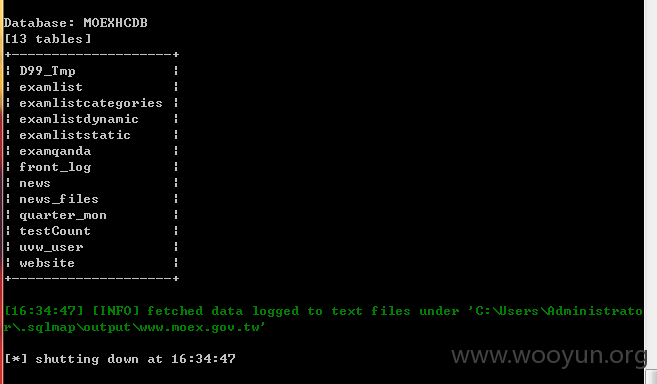 Database: MOEXHCDB
[13 tables]
+--------------------+
¦ D99_Tmp ¦
¦ examlist ¦
¦ examlistcategories ¦
¦ examlistdynamic ¦
¦ examliststatic ¦
¦ examqanda ¦
¦ front_log ¦
¦ news ¦
¦ news_files ¦
¦ quarter_mon ¦
¦ testCount ¦
¦ uvw_user ¦
¦ website ¦
+--------------------+
[16:34:47] [INFO] fetched data logged to text files under 'C:\Users\Administrato
r\.sqlmap\output\www.moex.gov.tw'
[*] shutting down at 16:34:47
www.wooyun.org